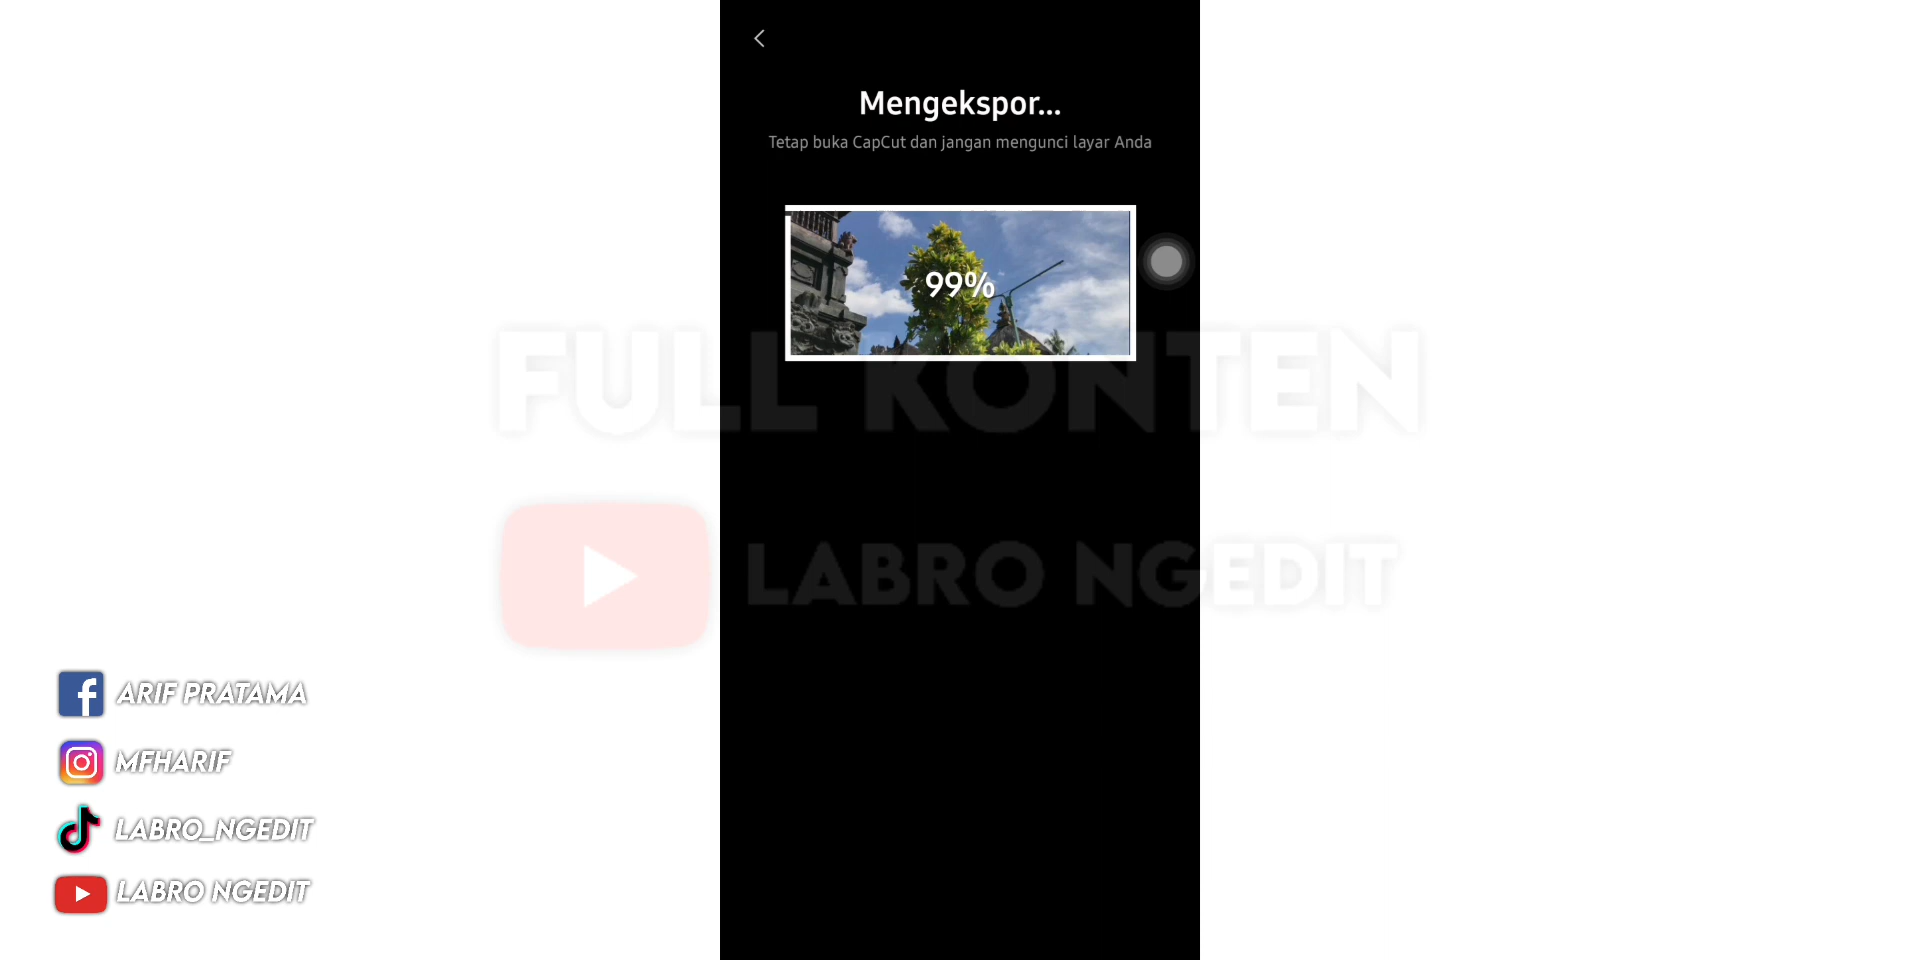 Mengekspor...
Tetap buka CapCut dan jangan mengunci layar Anda
99%
FULL KONTEN
LABRO NGEDIT
ARIF PRATAMA
MFHARIF
LABRO_NGEDIT
LABRO NGEDIT